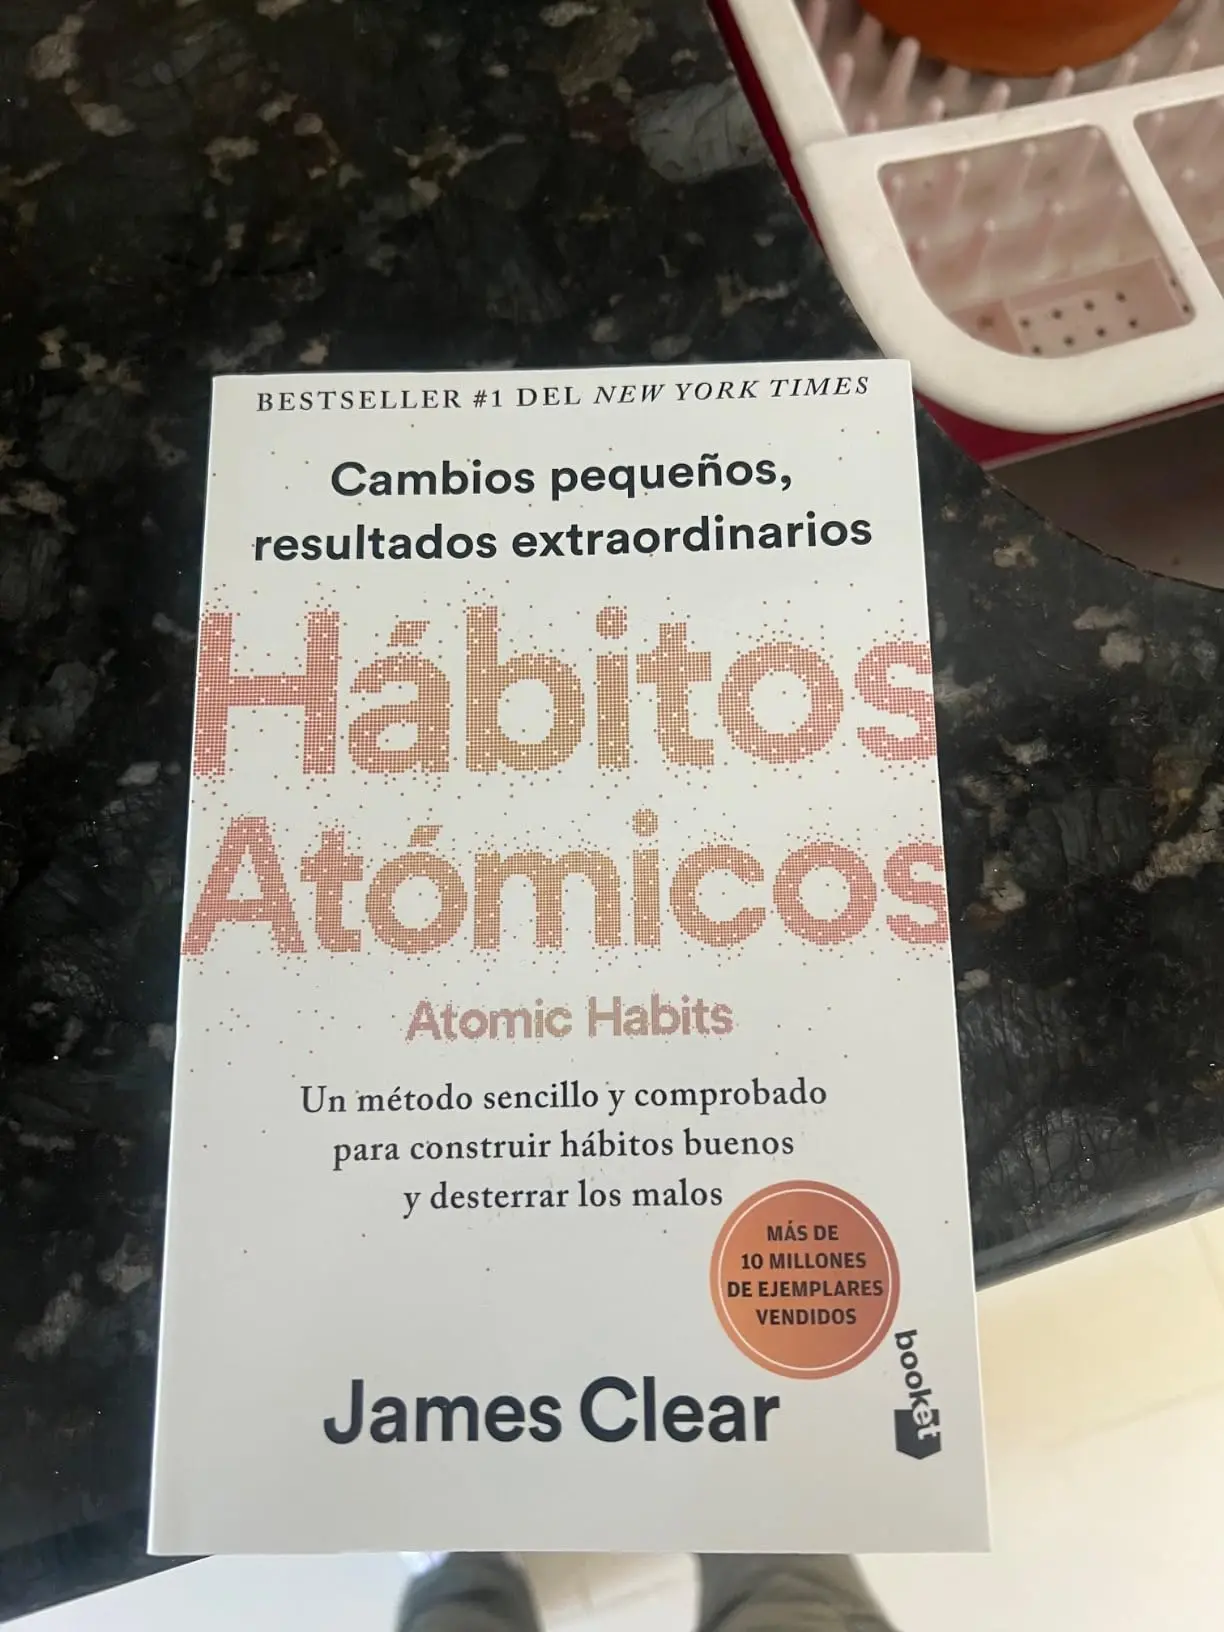 BESTSELLER #1 DEL NEW YORK TIMES
Cambios pequeños,
resultados extraordinarios
Hábitos
Atómicos
Atomic Habits
Un método sencillo y comprobado
para construir hábitos buenos
y desterrar los malos
MÁS DE
10 MILLONES
DE EJEMPLARES
VENDIDOS
James Clear
booket